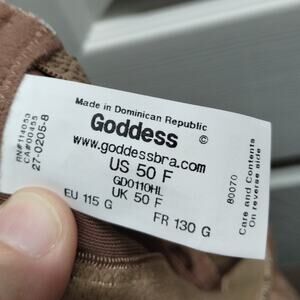 Made in Dominican Republic
Goddess ©
www.goddessbra.com
US 50 F
GD0110HL
UK 50 F
EU 115 G
FR 130 G
RN# 114053
CA# 00455
27-0205-8
80070
Care and Contents
On reverse side